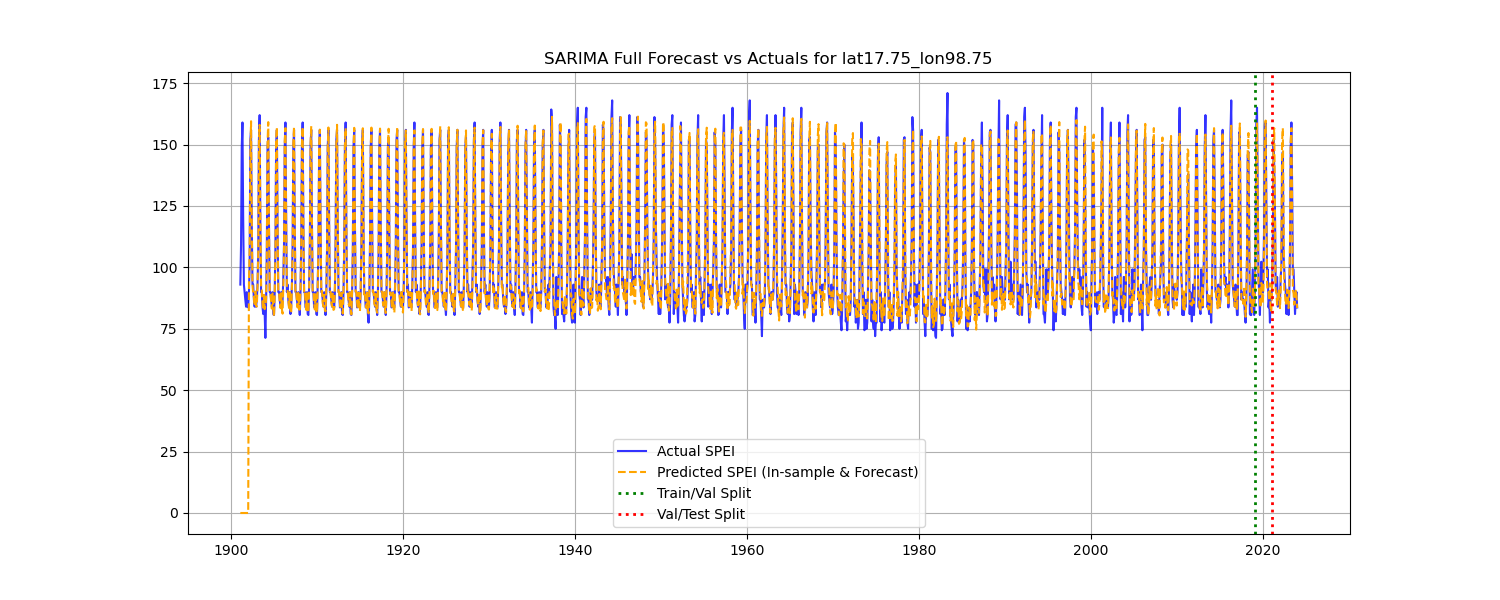 SARIMA Full Forecast vs Actuals for lat17.75_lon98.75
175
150
125
100
75
50
25
0
Actual SPEI
Predicted SPEI (In-sample & Forecast)
Train/Val Split
Val/Test Split
1900 1920 1940 1960 1980 2000 2020